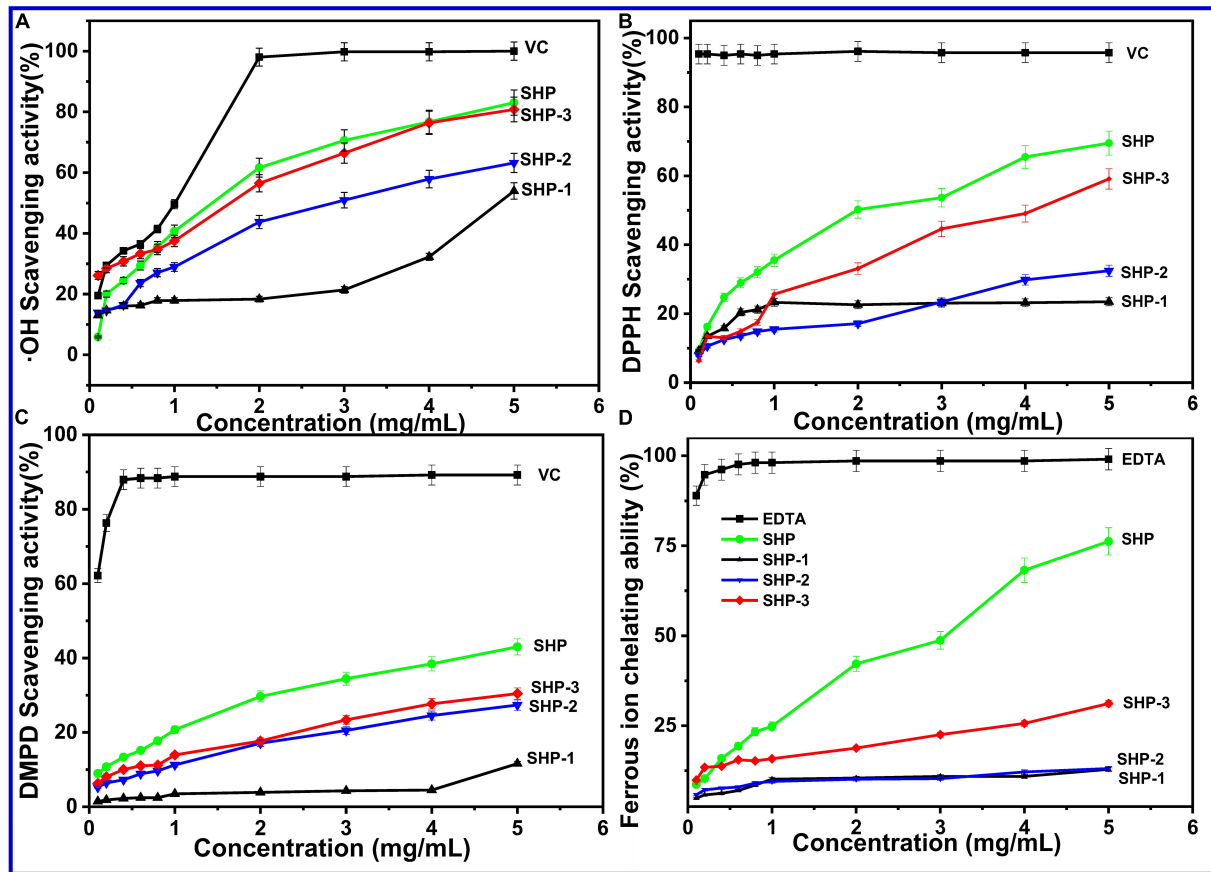 A
·OH Scavenging activity(%)
100
80
60
40
20
0
VC
SHP
SHP-3
SHP-2
SHP-1
0 1 2 3 4 5 6
Concentration (mg/mL)
B
DPPH Scavenging activity(%)
100
80
60
40
20
0
VC
SHP
SHP-3
SHP-2
SHP-1
0 1 2 3 4 5 6
Concentration (mg/mL)
C
DMPD Scavenging activity(%)
100
80
60
40
20
0
VC
SHP
SHP-3
SHP-2
SHP-1
0 1 2 3 4 5 6
Concentration (mg/mL)
D
Ferrous ion chelating ability (%)
100
75
50
25
EDTA
EDTA
SHP
SHP-1
SHP-2
SHP-3
SHP
SHP-3
SHP-2
SHP-1
0 1 2 3 4 5 6
Concentration (mg/mL)